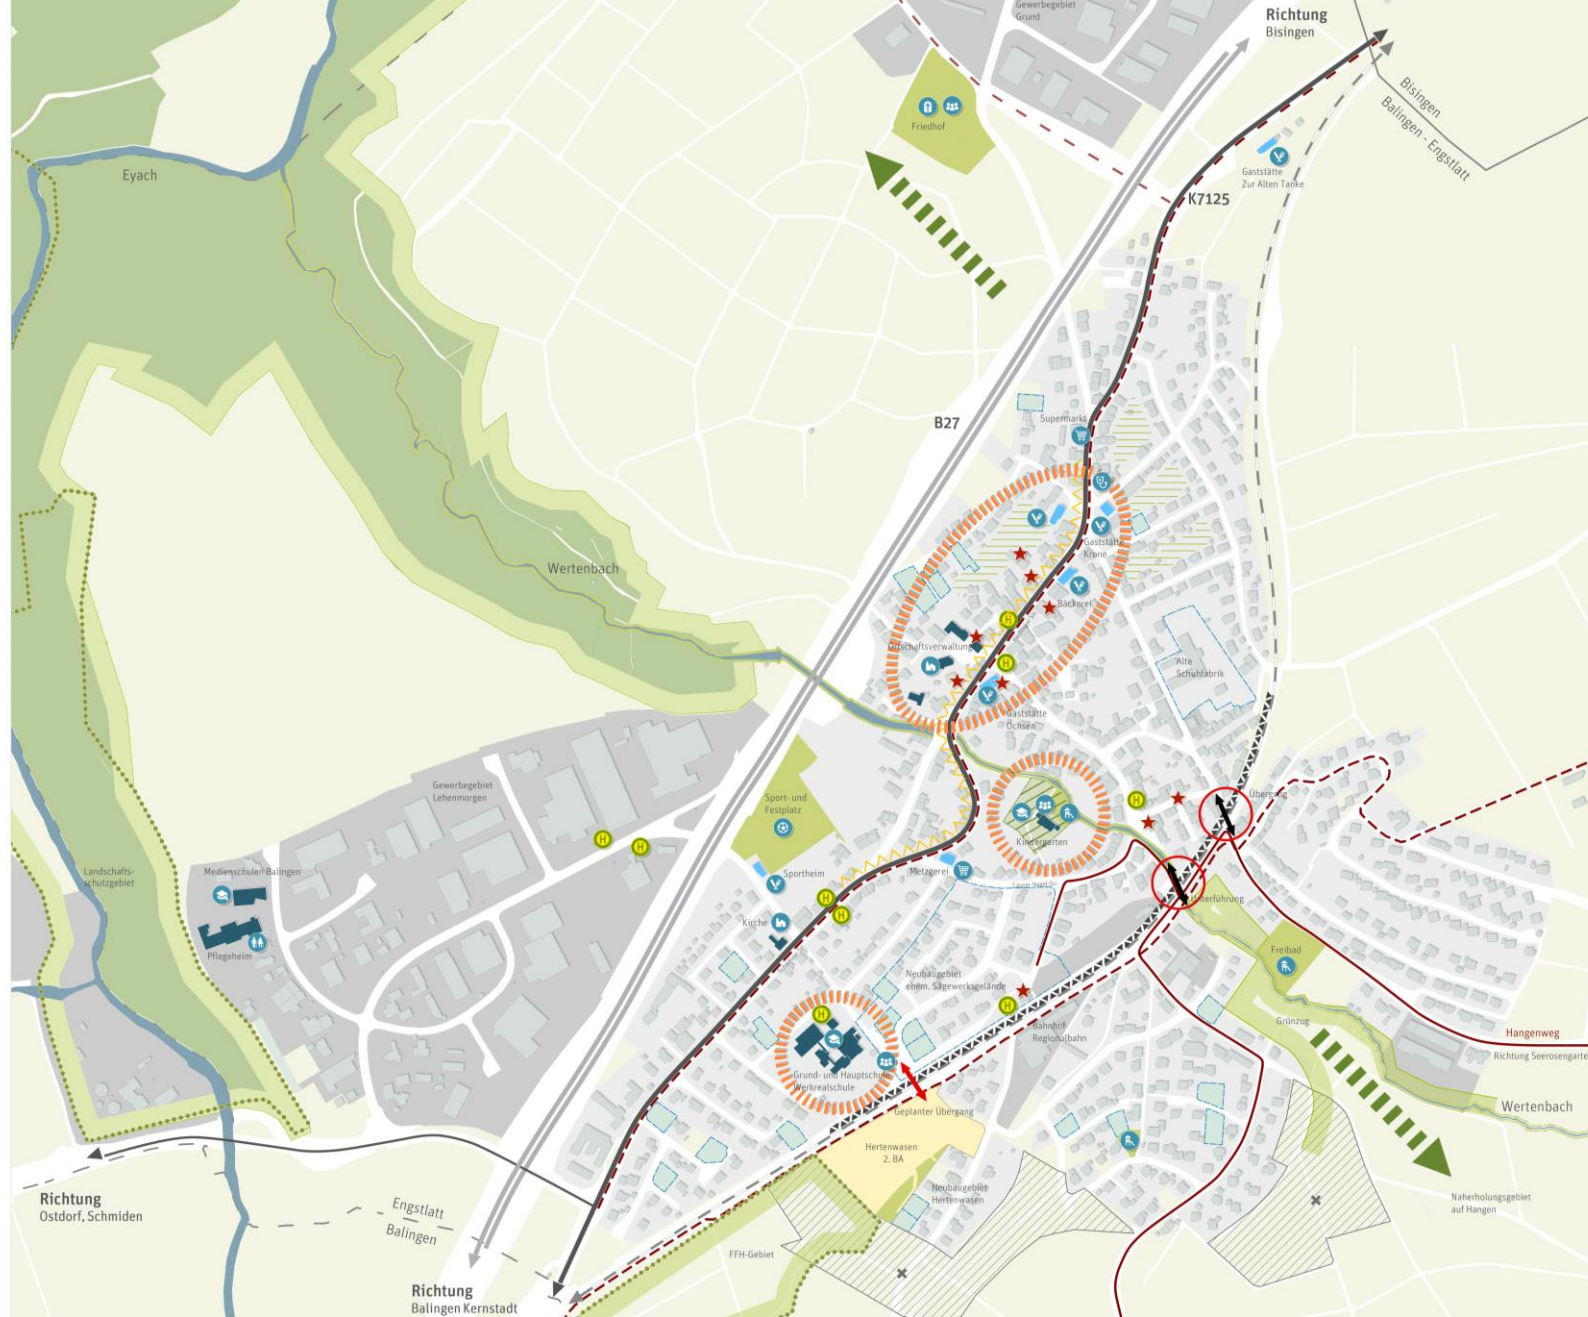 Gewerbegebiet
Grund
Richtung
Bisingen
Bisingen
Balingen - Engstlatt
Friedhof
Eyach
Gaststätte
Zur Alten Tanke
K7125
B27
Supermarkt
Gaststätte
Krone
Wertenbach
Bäckerei
Ortschaftsverwaltung
Alte
Schuhfabrik
Gaststätte
Ochsen
Gewerbegebiet
Lehenmorgen
Sport- und
Festplatz
Übergang
Kindergarten
Landschafts-
schutzgebiet
Medienschulen Balingen
Sportheim
Metzgerei
Unterführung
Kirche
Pflegeheim
Freibad
Neubaugebiet
ehem. Sägewerksgelände
Grünzug
Bahnhof
Regionalbahn
Hangenweg
Richtung Seerosengarte
Grund- und Hauptschule
Werkrealschule
Geplanter Übergang
Wertenbach
Hertenwasen
2. BA
Neubaugebiet
Hertenwasen
Naherholungsgebiet
auf Hangen
Richtung
Ostdorf, Schmiden
Engstlatt
Balingen
FFH-Gebiet
Richtung
Balingen Kernstadt
H
H
H
H
H
H
H
H
H